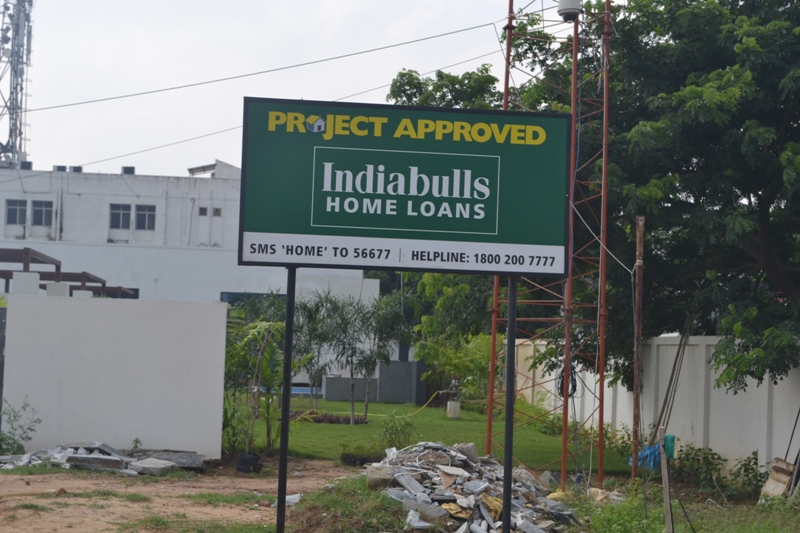 PROJECT APPROVED
Indiabulls
HOME LOANS
SMS 'HOME' TO 56677 | HELPLINE: 1800 200 7777